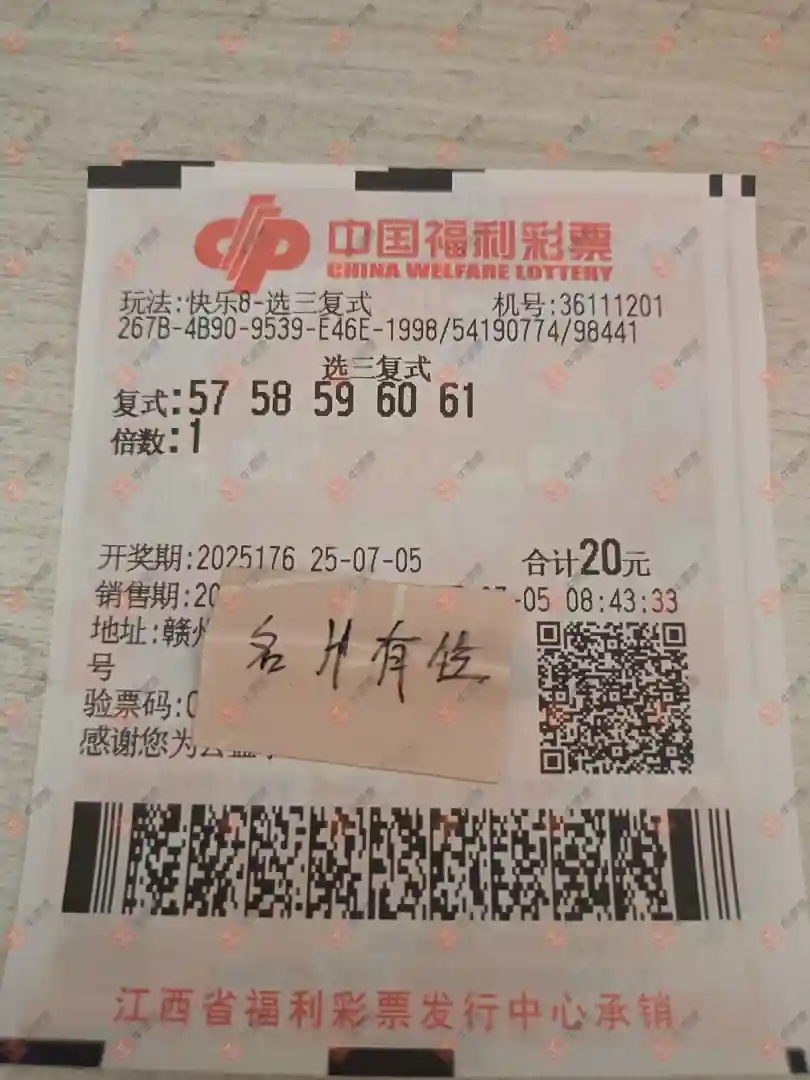 中国福利彩票
CHINA WELFARE LOTTERY
玩法:快乐8-选三复式 机号:36111201
267B-4B90-9539-E46E-1998/54190774/98441
选三复式
复式:57 58 59 60 61
倍数:1
开奖期:2025176 25-07-05 合计20元
销售期:20 -05 08:43:33
地址:赣州
号
验票码:0
感谢您为公益
名片有位
江西省福利彩票发行中心承销